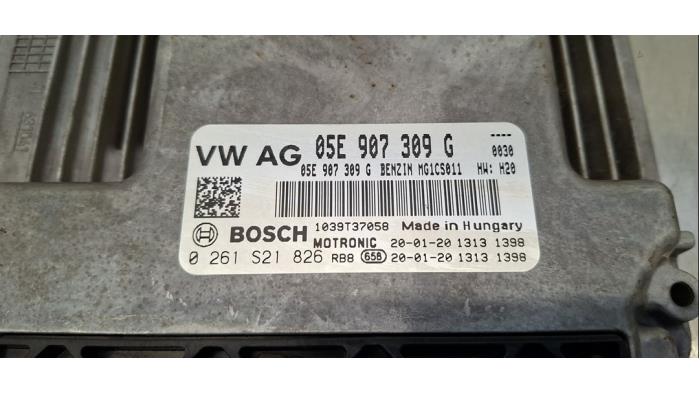 VW AG 05E 907 309 G ----
0030
05E 907 309 G BENZIN MG1CS011 HW: H20
BOSCH 1039T37058 Made in Hungary
MOTRONIC 20-01-20 1313 1398
0 261 S21 826 RB8 65B 20-01-20 1313 1398